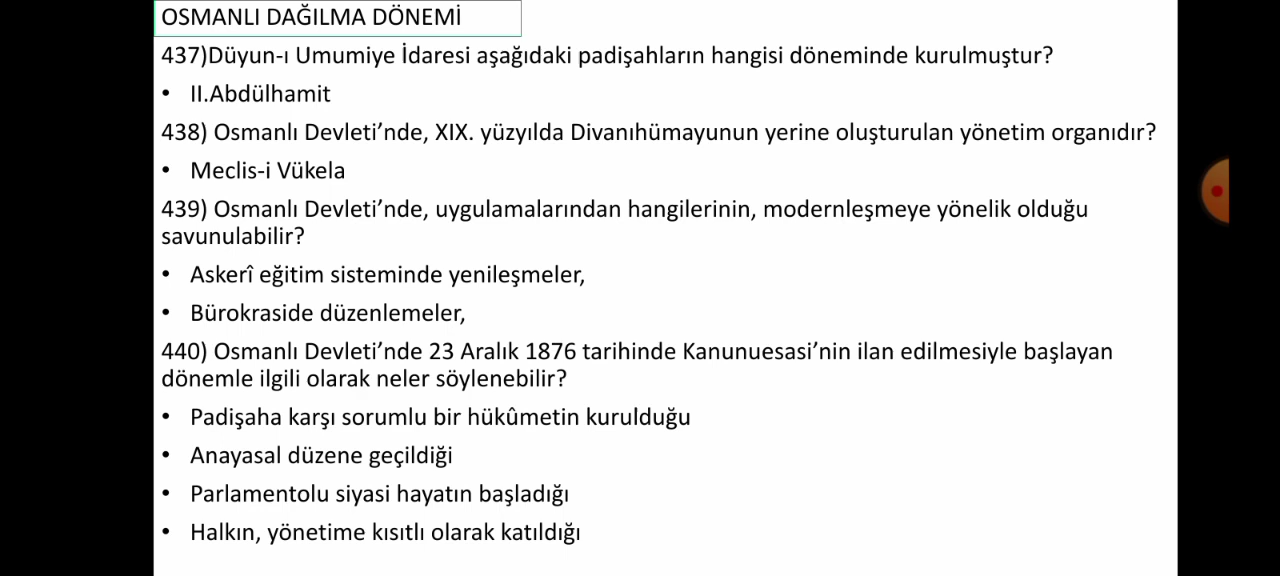 OSMANLI DAĞILMA DÖNEMİ
437)Düyun-ı Umumiye İdaresi aşağıdaki padişahların hangisi döneminde kurulmuştur?
• II.Abdülhamit
438) Osmanlı Devleti’nde, XIX. yüzyılda Divanıhümayunun yerine oluşturulan yönetim organıdır?
• Meclis-i Vükela
439) Osmanlı Devleti’nde, uygulamalarından hangilerinin, modernleşmeye yönelik olduğu
savunulabilir?
• Askerî eğitim sisteminde yenileşmeler,
• Bürokraside düzenlemeler,
440) Osmanlı Devleti’nde 23 Aralık 1876 tarihinde Kanunuesasi’nin ilan edilmesiyle başlayan
dönemle ilgili olarak neler söylenebilir?
• Padişaha karşı sorumlu bir hükûmetin kurulduğu
• Anayasal düzene geçildiği
• Parlamentolu siyasi hayatın başladığı
• Halkın, yönetime kısıtlı olarak katıldığı